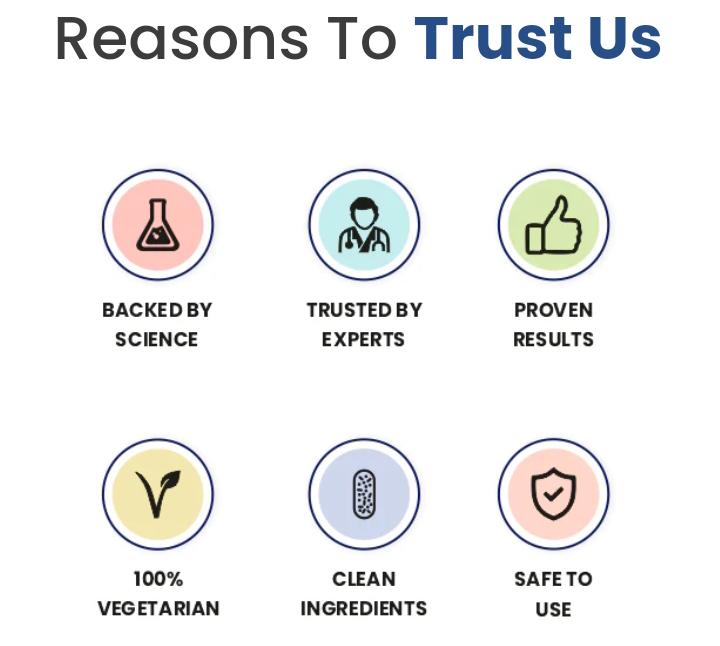 Reasons To Trust Us
BACKED BY
SCIENCE
TRUSTED BY
EXPERTS
PROVEN
RESULTS
100%
VEGETARIAN
CLEAN
INGREDIENTS
SAFE TO
USE